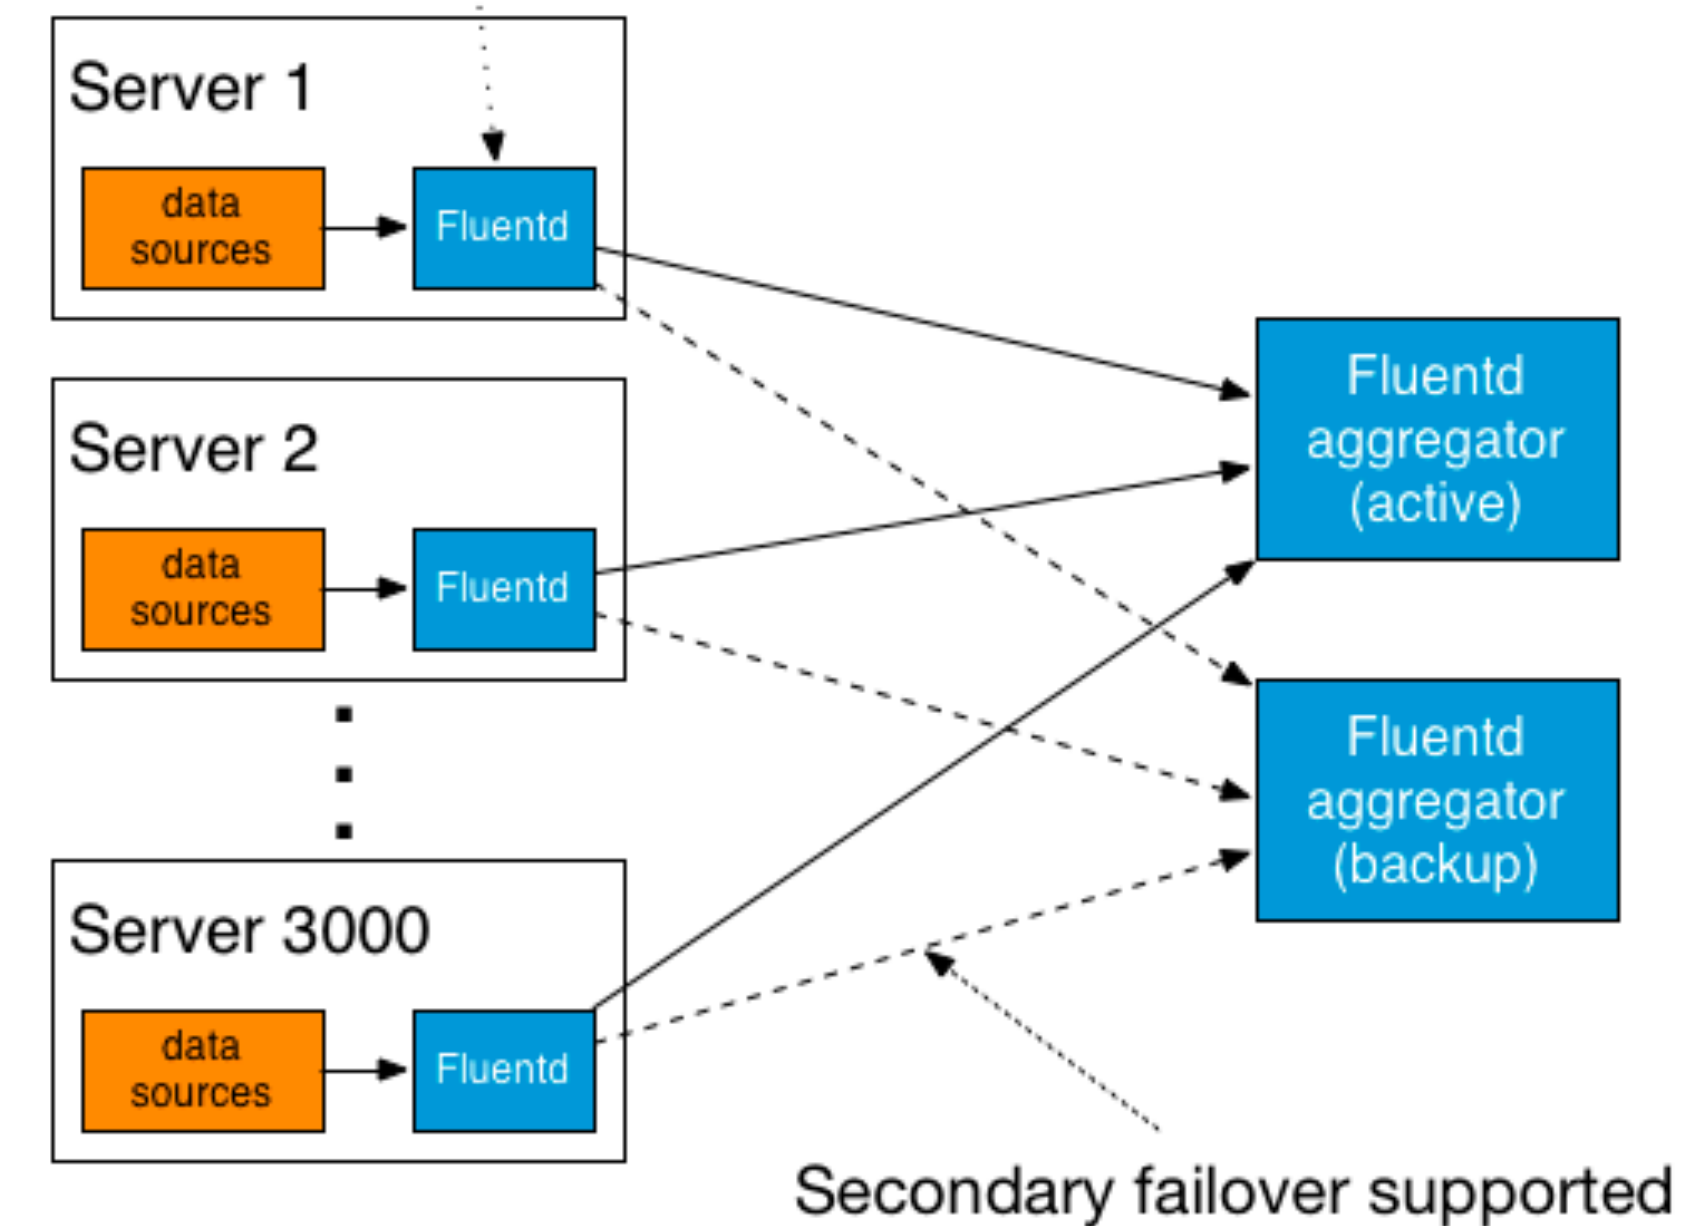 Server 1
data
sources
Fluentd
Server 2
data
sources
Fluentd
Server 3000
data
sources
Fluentd
Fluentd
aggregator
(active)
Fluentd
aggregator
(backup)
Secondary failover supported